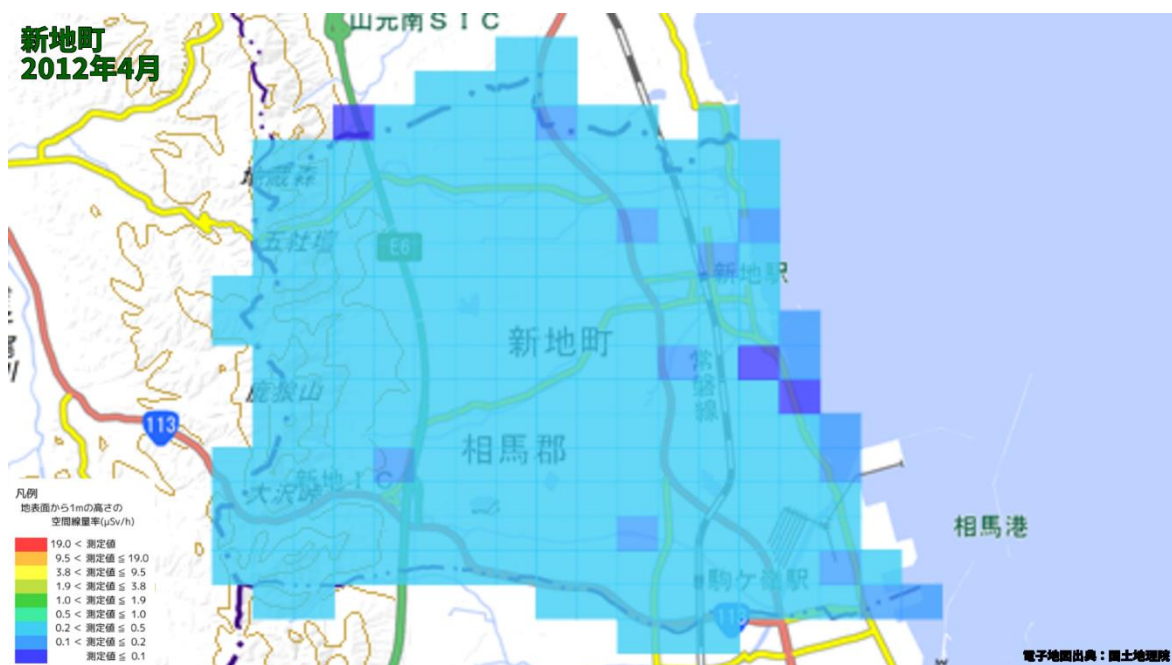 新地町
2012年4月
山元南SIC
地蔵森
五社壇
E6
新地駅
新地町
常磐線
鹿狼山
113
相馬郡
新地IC
大沢峠
相馬港
駒ケ嶺駅
113
凡例
地表面から1mの高さの
空間線量率(μSv/h)
19.0 < 測定値
9.5 < 測定値 ≦ 19.0
3.8 < 測定値 ≦ 9.5
1.9 < 測定値 ≦ 3.8
1.0 < 測定値 ≦ 1.9
0.5 < 測定値 ≦ 1.0
0.2 < 測定値 ≦ 0.5
0.1 < 測定値 ≦ 0.2
測定値 ≦ 0.1
電子地図出典：国土地理院